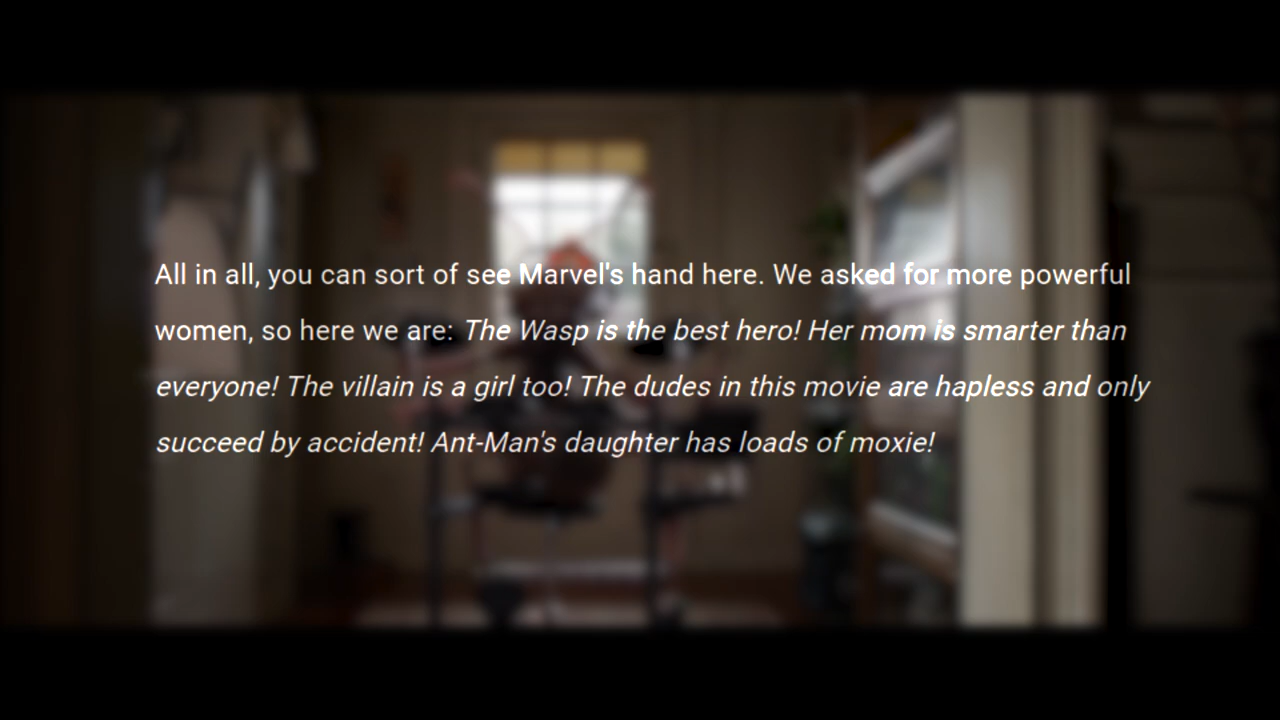 All in all, you can sort of see Marvel's hand here. We asked for more powerful
women, so here we are: The Wasp is the best hero! Her mom is smarter than
everyone! The villain is a girl too! The dudes in this movie are hapless and only
succeed by accident! Ant-Man's daughter has loads of moxie!